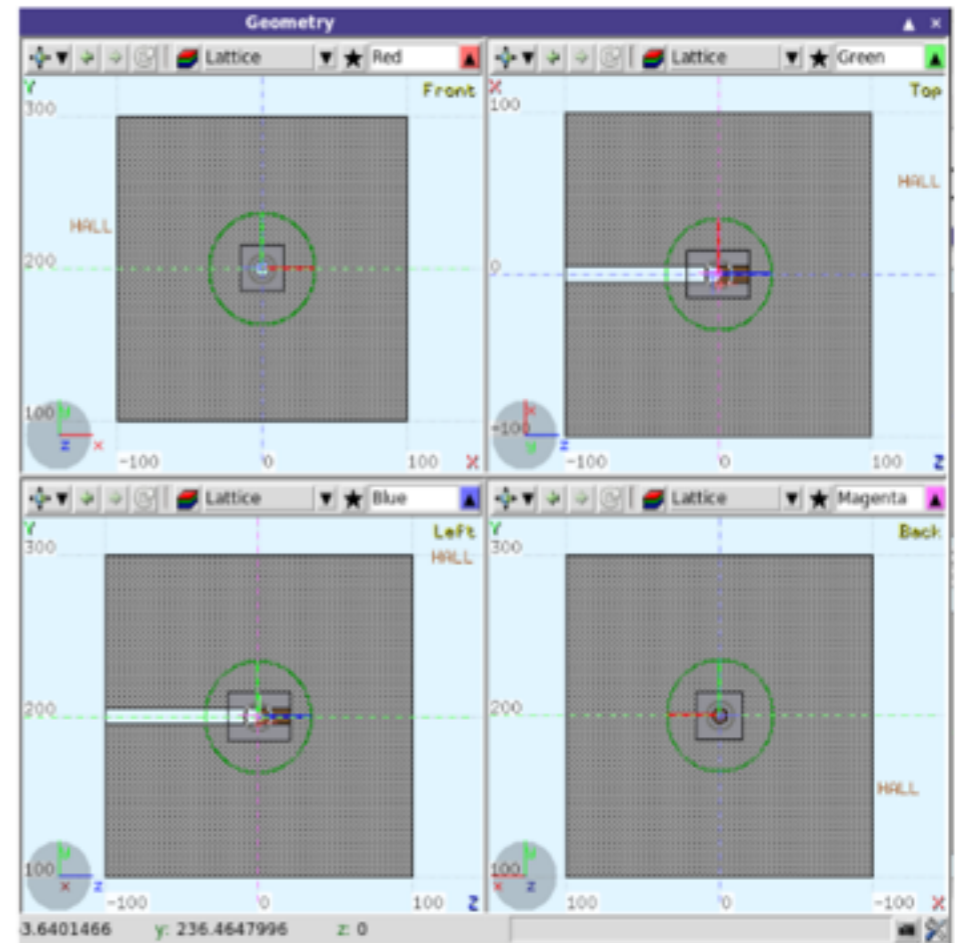 Geometry
Lattice Red
Lattice Green
Y
Front
300
HALL
200
100
y
z x
-100 0 100 X
X
Top
100
HALL
0
-100
x
z
y
-100 0 100 Z
Lattice Blue
Lattice Magenta
Y
Left
300
HALL
200
100
y
x z
-100 0 100 Z
Y
Back
300
200
HALL
100
y
x z
100 0 -100 X
3.6401466 y: 236.4647996 z: 0